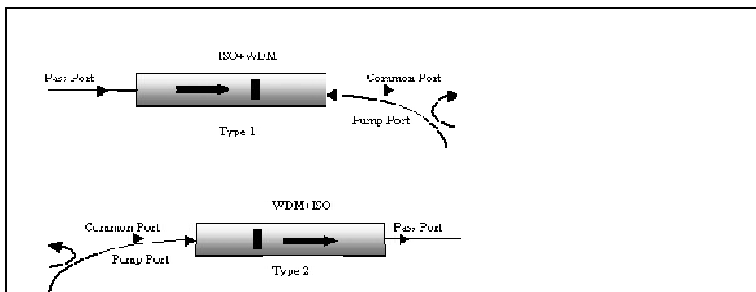 ISO+WDM
Pass Port
Common Port
Pump Port
Type 1
WDM+ISO
Common Port
Pass Port
Pump Port
Type 2